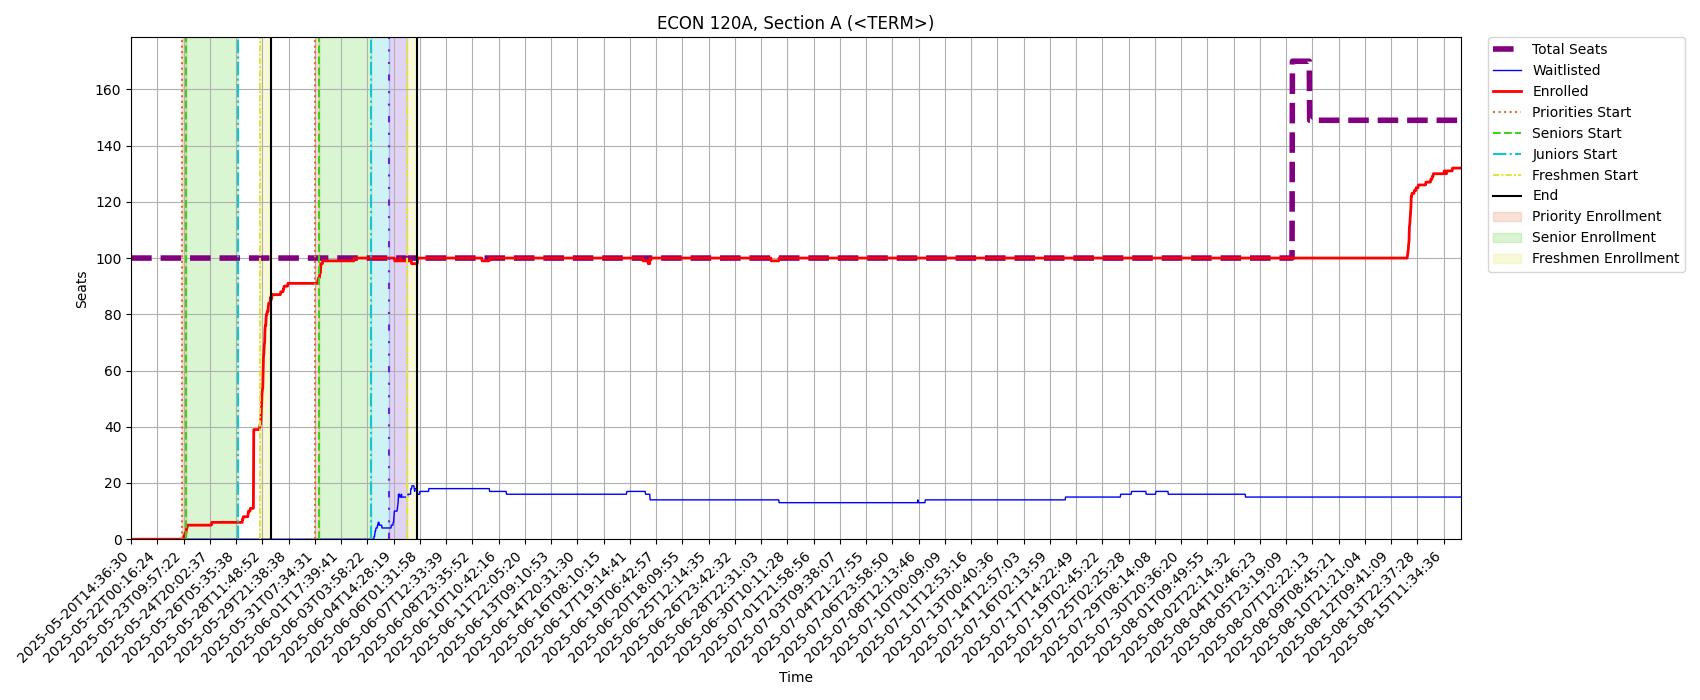 ECON 120A, Section A (<TERM>)
Seats
160
140
120
100
80
60
40
20
0
2025-05-20T14:36:30
2025-05-22T00:16:24
2025-05-23T09:57:22
2025-05-24T20:02:37
2025-05-26T05:35:38
2025-05-28T11:48:52
2025-05-29T21:38:38
2025-05-31T07:34:31
2025-06-01T17:39:41
2025-06-03T03:58:22
2025-06-04T14:28:19
2025-06-06T01:31:58
2025-06-07T12:33:39
2025-06-08T23:35:52
2025-06-10T10:42:16
2025-06-11T22:05:20
2025-06-13T09:10:53
2025-06-14T20:31:30
2025-06-16T08:10:15
2025-06-17T19:14:41
2025-06-19T06:42:57
2025-06-20T18:09:55
2025-06-25T12:14:35
2025-06-26T23:42:32
2025-06-28T22:31:03
2025-06-30T10:11:28
2025-07-01T21:58:56
2025-07-03T09:38:07
2025-07-04T21:27:55
2025-07-06T23:58:50
2025-07-08T12:13:46
2025-07-10T00:09:09
2025-07-11T11:53:16
2025-07-13T00:40:36
2025-07-14T12:57:03
2025-07-16T02:13:59
2025-07-17T14:22:49
2025-07-19T02:45:22
2025-07-25T02:25:28
2025-07-29T08:14:08
2025-07-30T20:36:20
2025-08-01T09:49:55
2025-08-02T22:14:32
2025-08-04T10:46:23
2025-08-05T23:19:09
2025-08-07T12:22:13
2025-08-09T08:45:21
2025-08-10T21:21:04
2025-08-12T09:41:09
2025-08-13T22:37:28
2025-08-15T11:34:36
Time
Total Seats
Waitlisted
Enrolled
Priorities Start
Seniors Start
Juniors Start
Freshmen Start
End
Priority Enrollment
Senior Enrollment
Freshmen Enrollment